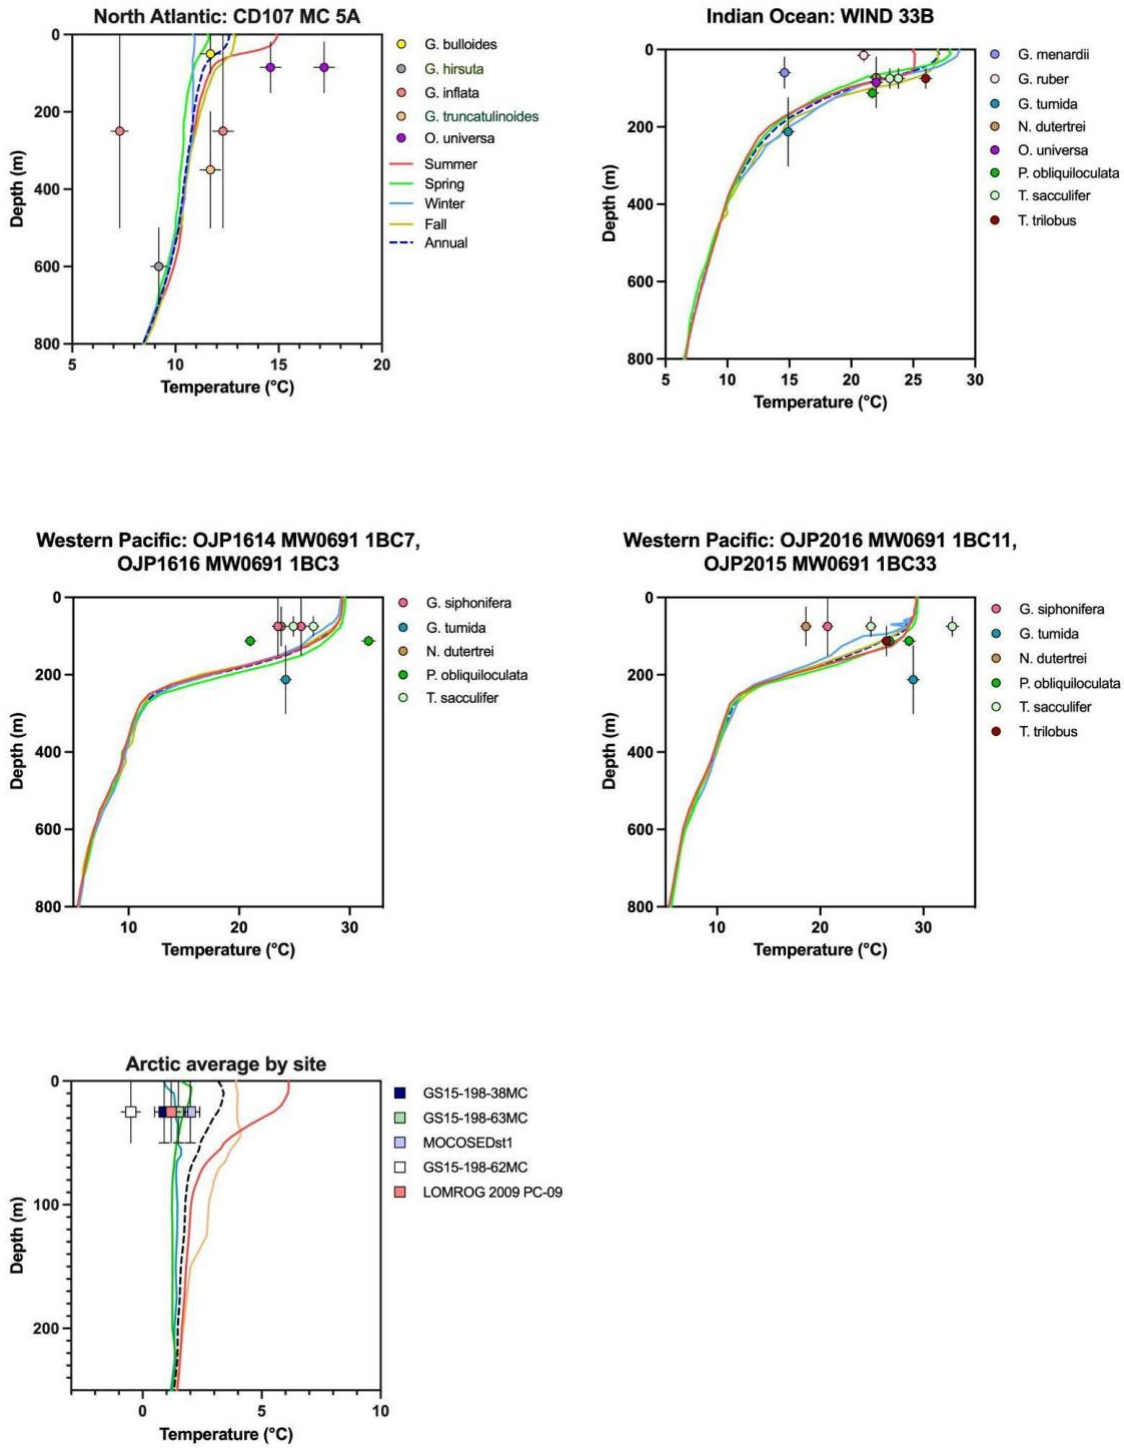 North Atlantic: CD107 MC 5A
0
200
400
600
800
Depth (m)
5
10
15
20
Temperature (°C)
G. bulloides
G. hirsuta
G. inflata
G. truncatulinoides
O. universa
Summer
Spring
Winter
Fall
Annual
Indian Ocean: WIND 33B
0
200
400
600
800
Depth (m)
5
10
15
20
25
30
Temperature (°C)
G. menardii
G. ruber
G. tumida
N. dutertrei
O. universa
P. obliquiloculata
T. sacculifer
T. trilobus
Western Pacific: OJP1614 MW0691 1BC7,
OJP1616 MW0691 1BC3
0
200
400
600
800
Depth (m)
10
20
30
Temperature (°C)
G. siphonifera
G. tumida
N. dutertrei
P. obliquiloculata
T. sacculifer
Western Pacific: OJP2016 MW0691 1BC11,
OJP2015 MW0691 1BC33
0
200
400
600
800
Depth (m)
10
20
30
Temperature (°C)
G. siphonifera
G. tumida
N. dutertrei
P. obliquiloculata
T. sacculifer
T. trilobus
Arctic average by site
0
100
200
Depth (m)
0
5
10
Temperature (°C)
GS15-198-38MC
GS15-198-63MC
MOCOSEDst1
GS15-198-62MC
LOMROG 2009 PC-09